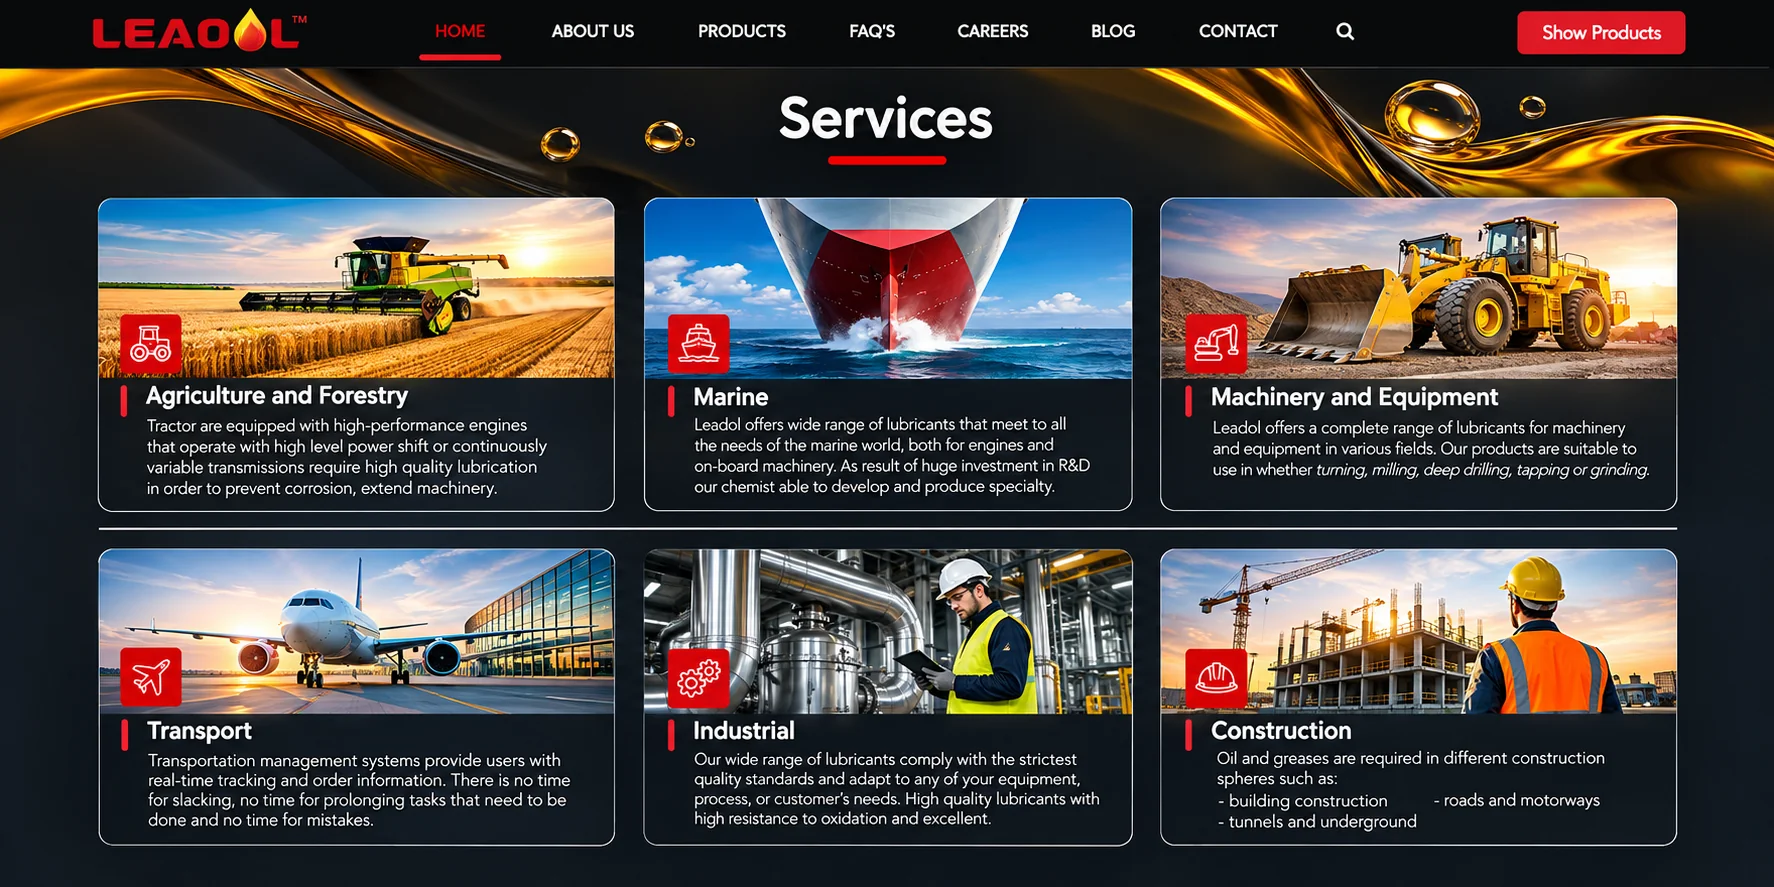 LEAOOL™
HOME
ABOUT US
PRODUCTS
FAQ'S
CAREERS
BLOG
CONTACT
Show Products
Services
Agriculture and Forestry
Tractor are equipped with high-performance engines
that operate with high level power shift or continuously
variable transmissions require high quality lubrication
in order to prevent corrosion, extend machinery.
Marine
Leadol offers wide range of lubricants that meet to all
the needs of the marine world, both for engines and
on-board machinery. As result of huge investment in R&D
our chemist able to develop and produce specialty.
Machinery and Equipment
Leadol offers a complete range of lubricants for machinery
and equipment in various fields. Our products are suitable to
use in whether turning, milling, deep drilling, tapping or grinding.
Transport
Transportation management systems provide users with
real-time tracking and order information. There is no time
for slacking, no time for prolonging tasks that need to be
done and no time for mistakes.
Industrial
Our wide range of lubricants comply with the strictest
quality standards and adapt to any of your equipment,
process, or customer's needs. High quality lubricants with
high resistance to oxidation and excellent.
Construction
Oil and greases are required in different construction
spheres such as:
- building construction
- roads and motorways
- tunnels and underground